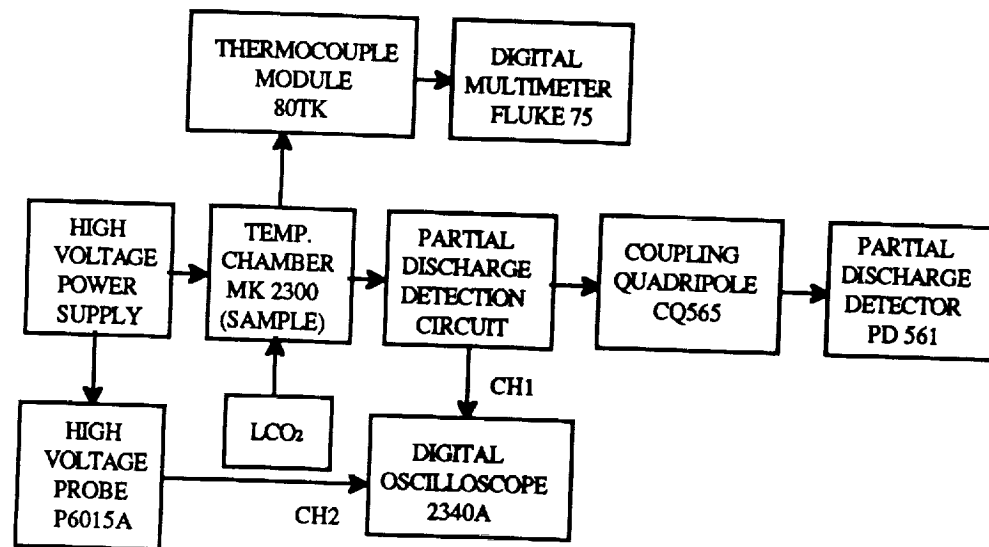 THERMOCOUPLE
MODULE
80TK
DIGITAL
MULTIMETER
FLUKE 75
HIGH
VOLTAGE
POWER
SUPPLY
TEMP.
CHAMBER
MK 2300
(SAMPLE)
PARTIAL
DISCHARGE
DETECTION
CIRCUIT
COUPLING
QUADRIPOLE
CQ565
PARTIAL
DISCHARGE
DETECTOR
PD 561
CH1
HIGH
VOLTAGE
PROBE
P6015A
LCO₂
CH2
DIGITAL
OSCILLOSCOPE
2340A